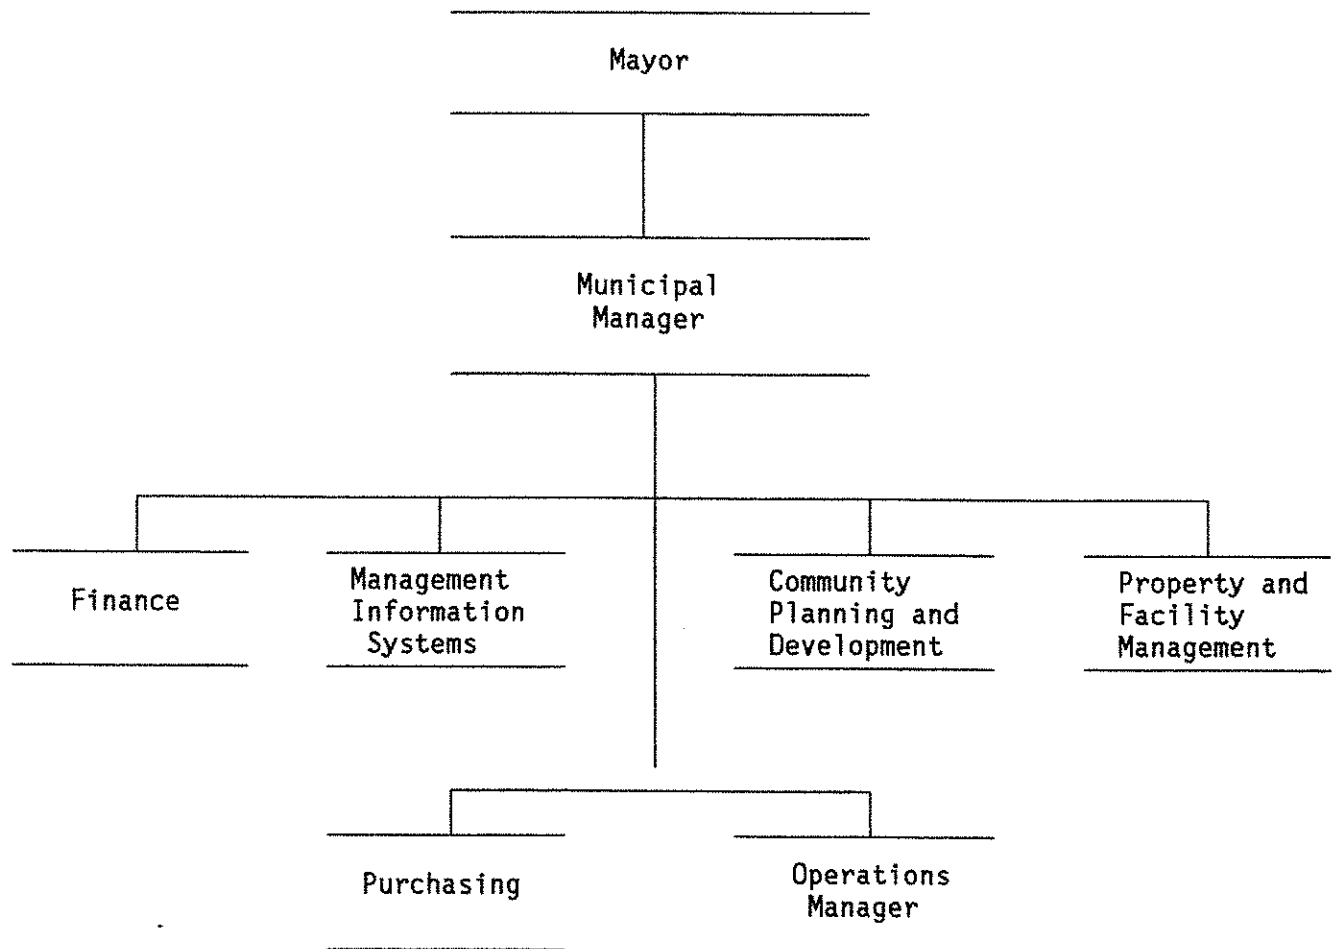 Mayor
Municipal
Manager
Finance
Management
Information
Systems
Community
Planning and
Development
Property and
Facility
Management
Purchasing
Operations
Manager